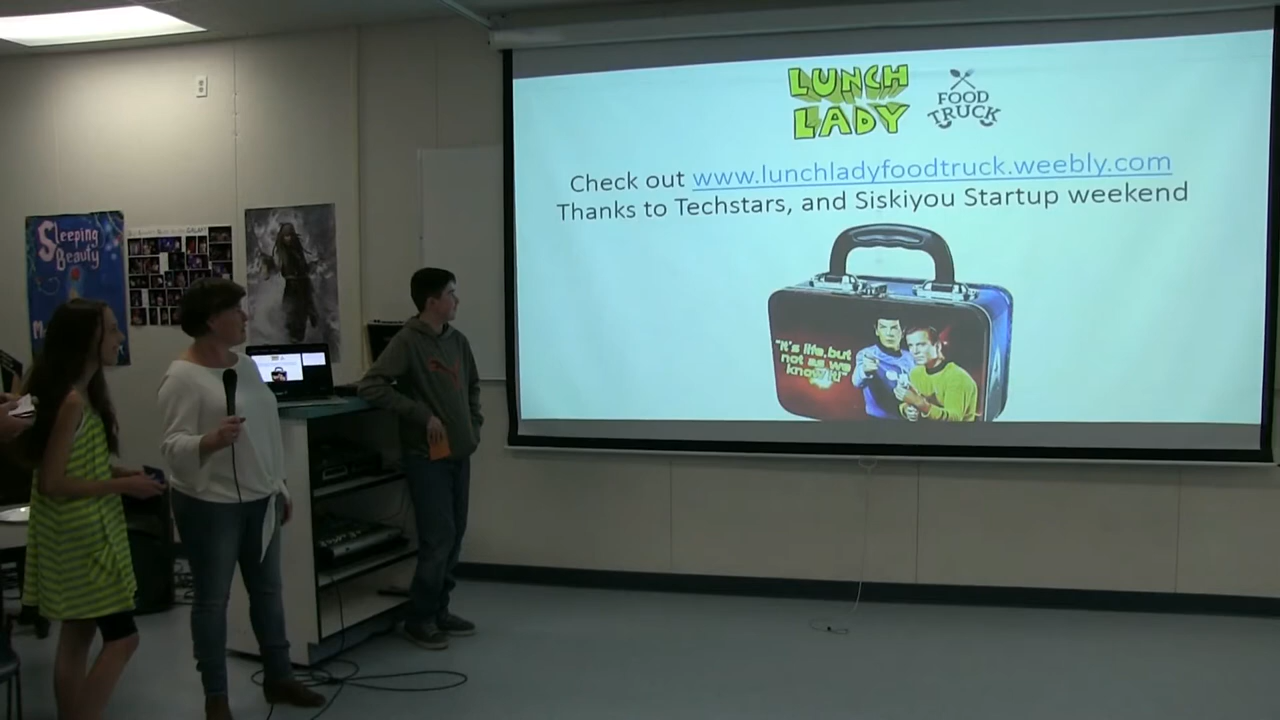 LUNCH
LADY
FOOD
TRUCK
Check out www.lunchladyfoodtruck.weebly.com
Thanks to Techstars, and Siskiyou Startup weekend
"It's life, but
not as we
know it!"
Sleeping
Beauty